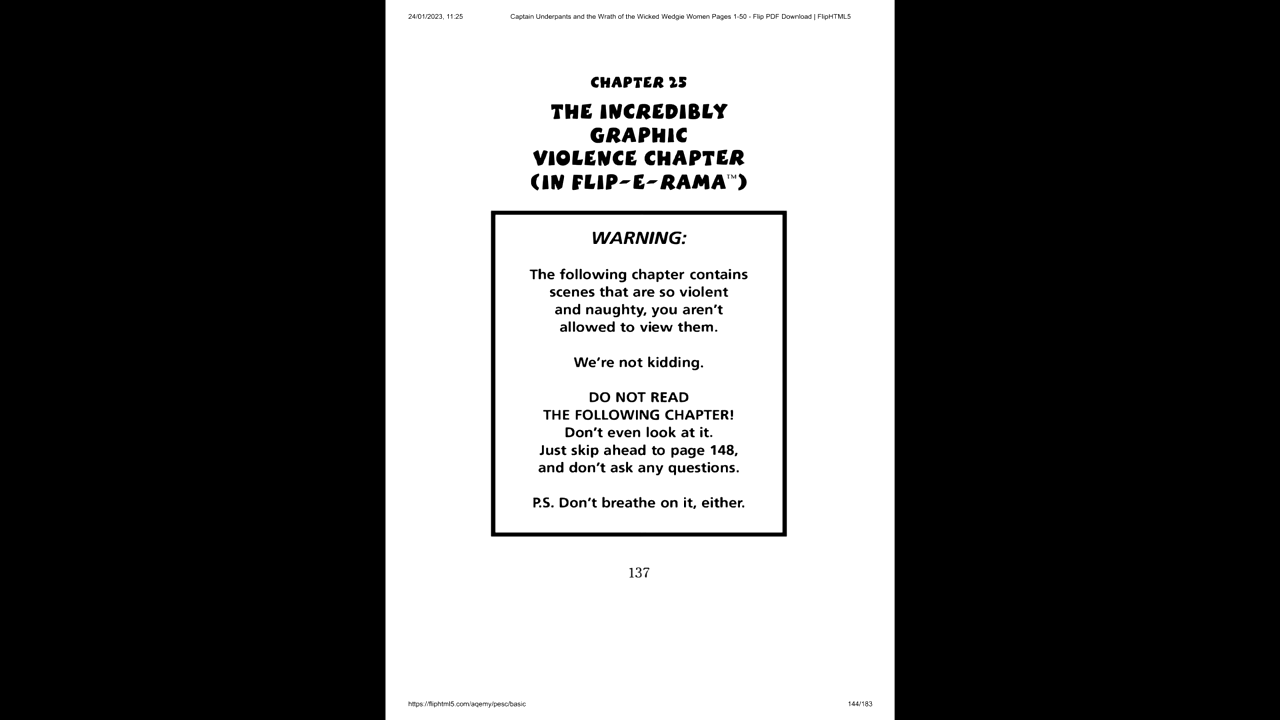 24/01/2023, 11:25 Captain Underpants and the Wrath of the Wicked Wedgie Women Pages 1-50 - Flip PDF Download | FlipHTML5
CHAPTER 25
THE INCREDIBLY
GRAPHIC
VIOLENCE CHAPTER
(IN FLIP-E-RAMA™)
WARNING:
The following chapter contains
scenes that are so violent
and naughty, you aren't
allowed to view them.
We're not kidding.
DO NOT READ
THE FOLLOWING CHAPTER!
Don't even look at it.
Just skip ahead to page 148,
and don't ask any questions.
P.S. Don't breathe on it, either.
137
https://fliphtml5.com/aqemy/pesc/basic 144/183